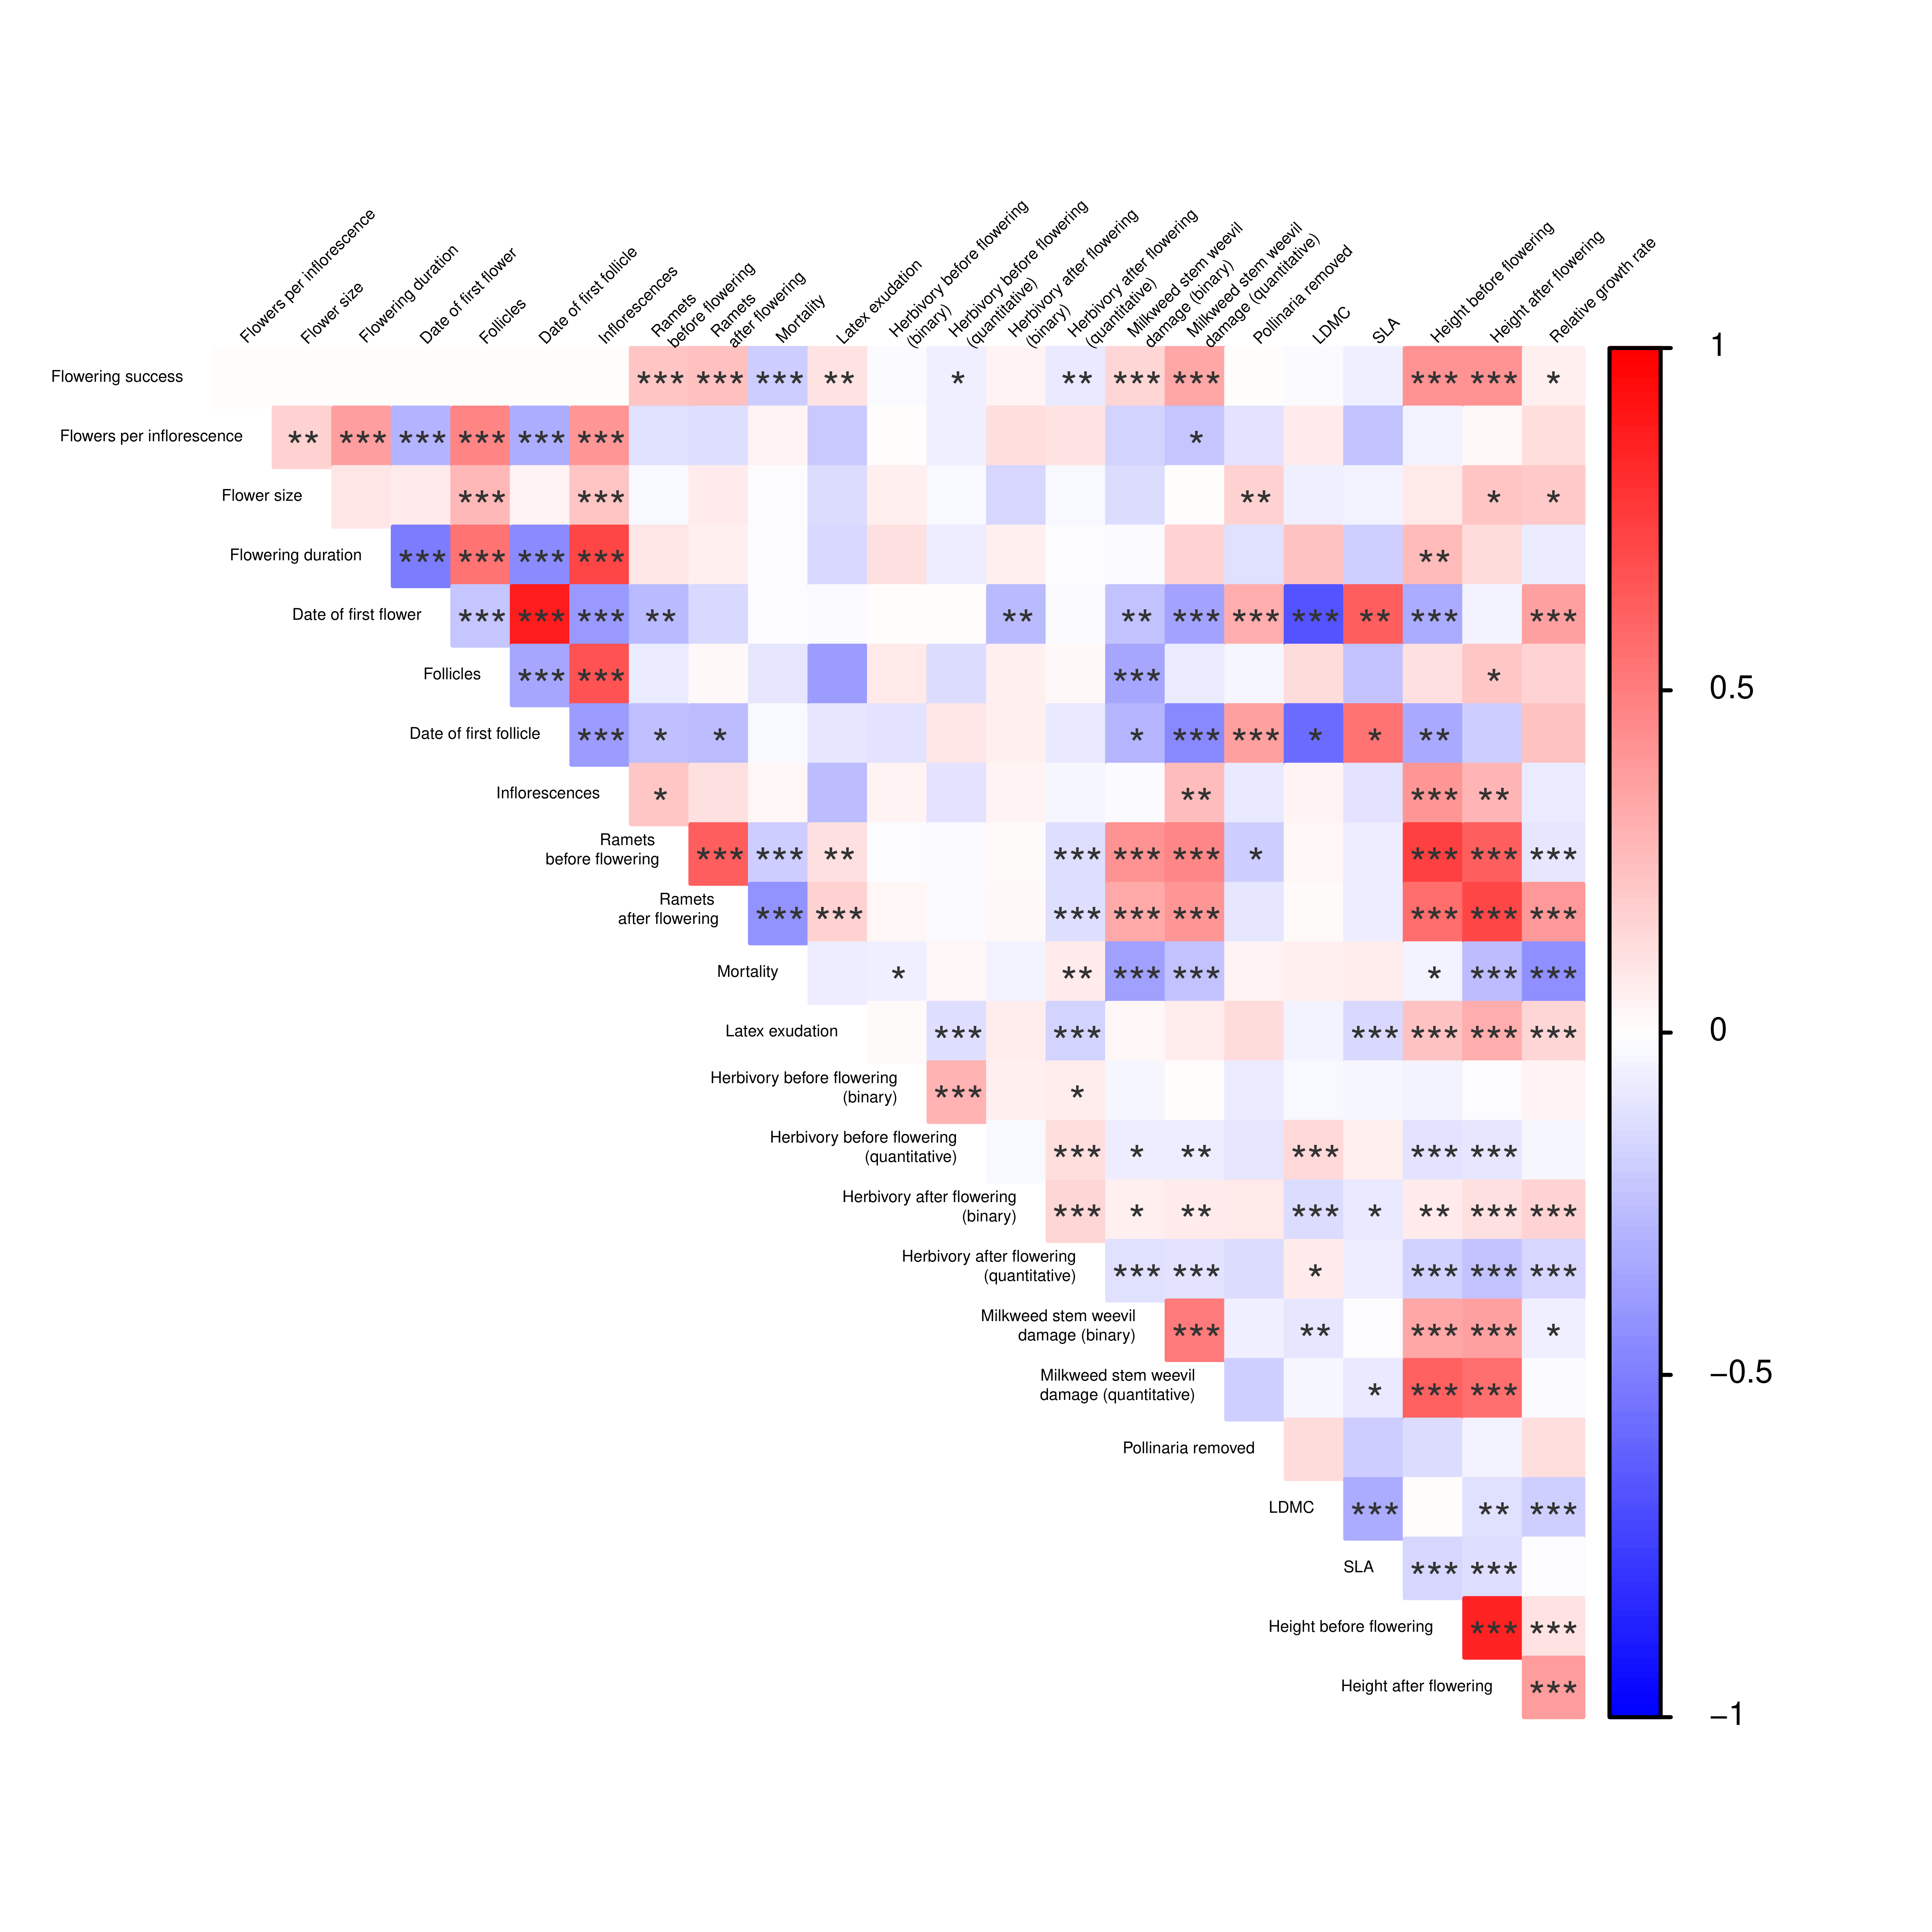 Flowers per inflorescence
Flower size
Flowering duration
Date of first flower
Follicles
Date of first follicle
Inflorescences
Ramets
before flowering
Ramets
after flowering
Mortality
Latex exudation
Herbivory before flowering
(binary)
Herbivory before flowering
(quantitative)
Herbivory after flowering
(binary)
Herbivory after flowering
(quantitative)
Milkweed stem weevil
damage (binary)
Milkweed stem weevil
damage (quantitative)
Pollinaria removed
LDMC
SLA
Height before flowering
Height after flowering
Relative growth rate
Flowering success *** *** *** ** * ** *** *** *** *** *
Flowers per inflorescence ** *** *** *** *** *** *
Flower size *** *** ** * *
Flowering duration *** *** *** *** **
Date of first flower *** *** *** ** ** ** *** *** *** ** *** ***
Follicles *** *** *** *
Date of first follicle *** * * * *** *** * * **
Inflorescences * ** *** **
Ramets
before flowering *** *** ** *** *** *** * *** *** ***
Ramets
after flowering *** *** *** *** *** *** *** ***
Mortality * ** *** *** * *** ***
Latex exudation *** *** *** *** *** ***
Herbivory before flowering
(binary) *** *
Herbivory before flowering
(quantitative) *** * ** *** *** ***
Herbivory after flowering
(binary) *** * ** *** * ** *** ***
Herbivory after flowering
(quantitative) *** *** * *** *** ***
Milkweed stem weevil
damage (binary) *** ** *** *** *
Milkweed stem weevil
damage (quantitative) * *** ***
Pollinaria removed
LDMC *** ** ***
SLA *** ***
Height before flowering *** ***
Height after flowering ***
1
0.5
0
−0.5
−1